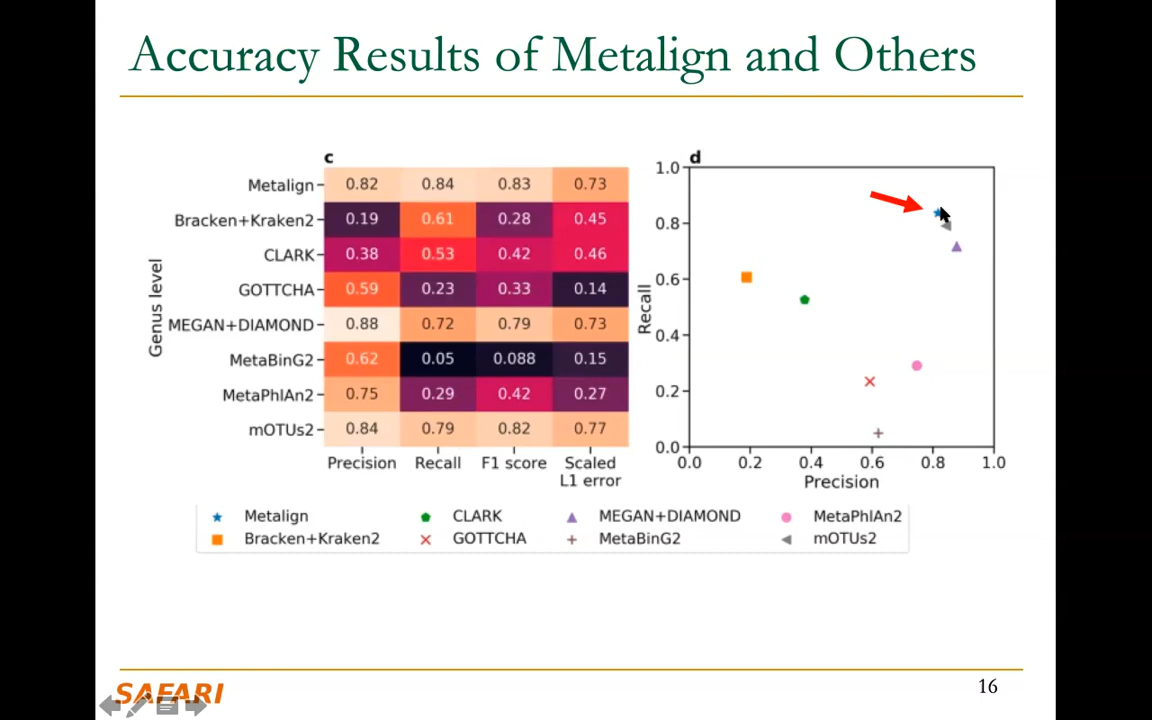 Accuracy Results of Metalign and Others
c
Genus level
Metalign 0.82 0.84 0.83 0.73
Bracken+Kraken2 0.19 0.61 0.28 0.45
CLARK 0.38 0.53 0.42 0.46
GOTTCHA 0.59 0.23 0.33 0.14
MEGAN+DIAMOND 0.88 0.72 0.79 0.73
MetaBinG2 0.62 0.05 0.088 0.15
MetaPhlAn2 0.75 0.29 0.42 0.27
mOTUs2 0.84 0.79 0.82 0.77
Precision Recall F1 score Scaled
L1 error
d
Recall
1.0
0.8
0.6
0.4
0.2
0.0
0.0 0.2 0.4 0.6 0.8 1.0
Precision
Metalign CLARK MEGAN+DIAMOND MetaPhlAn2
Bracken+Kraken2 GOTTCHA MetaBinG2 mOTUs2
SAFARI
16